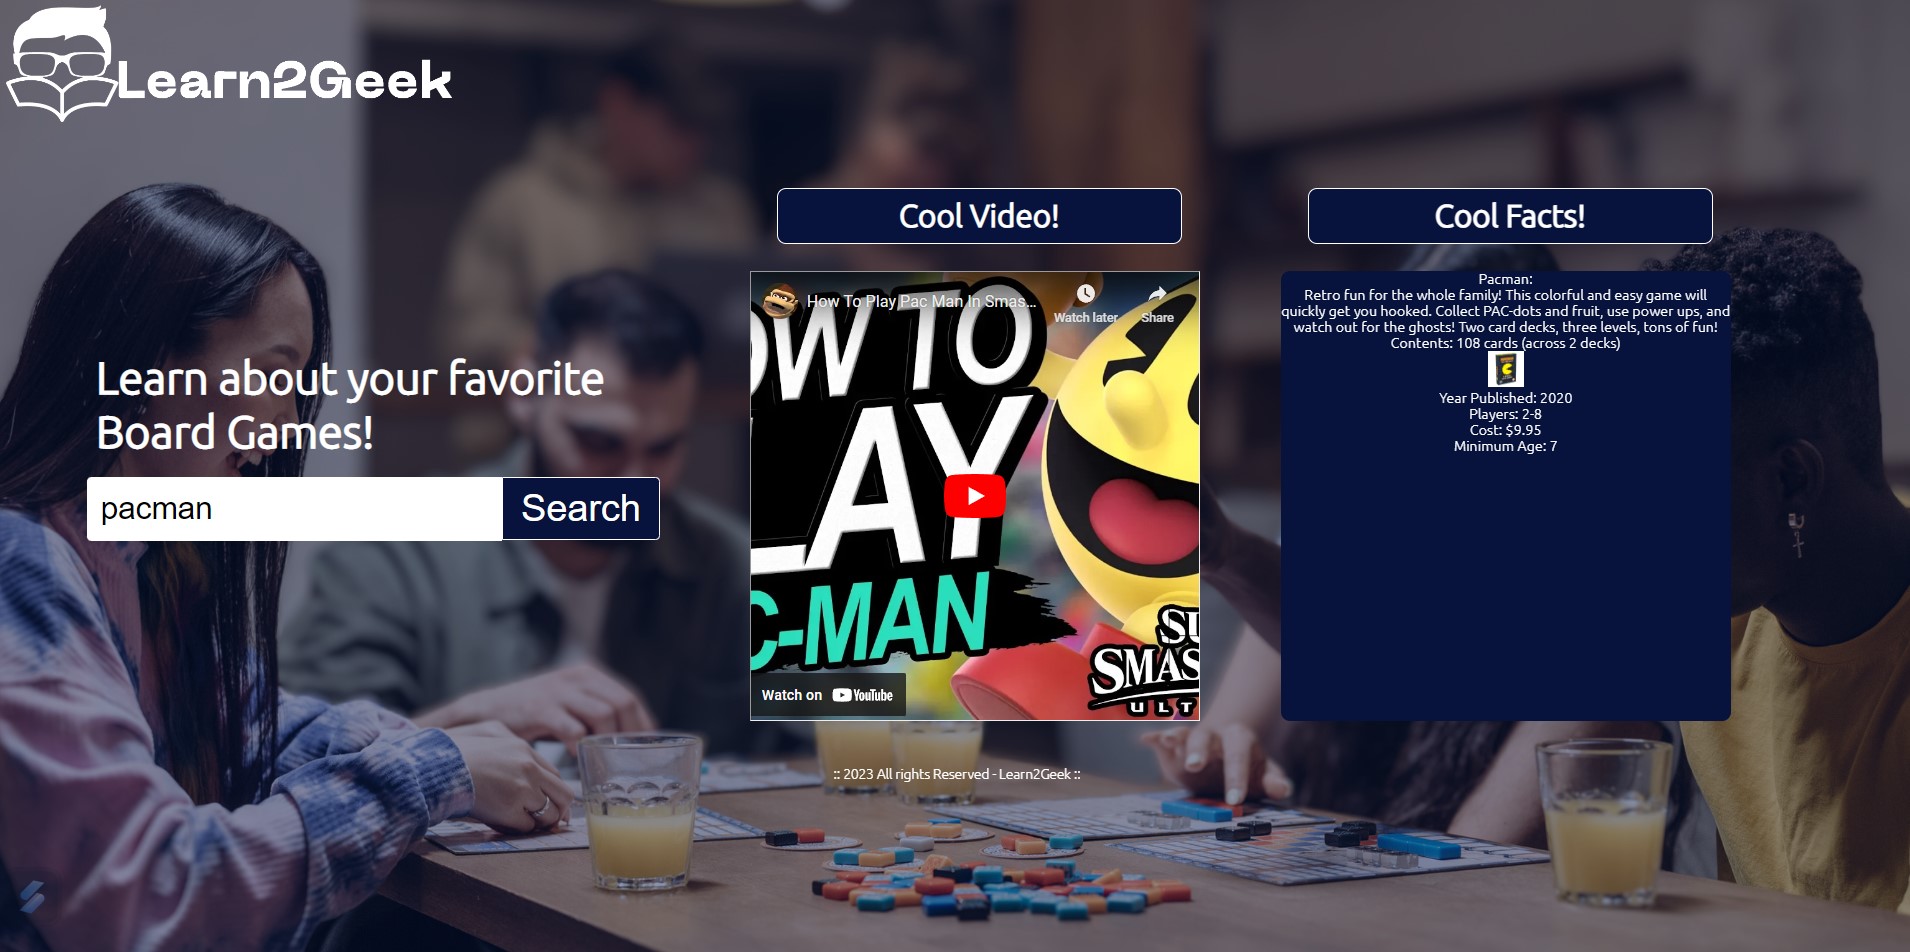 Learn2Geek
Learn about your favorite
Board Games!
pacman
Search
Cool Video!
How To Play Pac Man In Smas...
Watch later
Share
OW TO
LAY
C-MAN
SMAS
ULT
Watch on YouTube
Cool Facts!
Pacman:
Retro fun for the whole family! This colorful and easy game will
quickly get you hooked. Collect PAC-dots and fruit, use power ups, and
watch out for the ghosts! Two card decks, three levels, tons of fun!
Contents: 108 cards (across 2 decks)
Year Published: 2020
Players: 2-8
Cost: $9.95
Minimum Age: 7
:: 2023 All rights Reserved - Learn2Geek ::